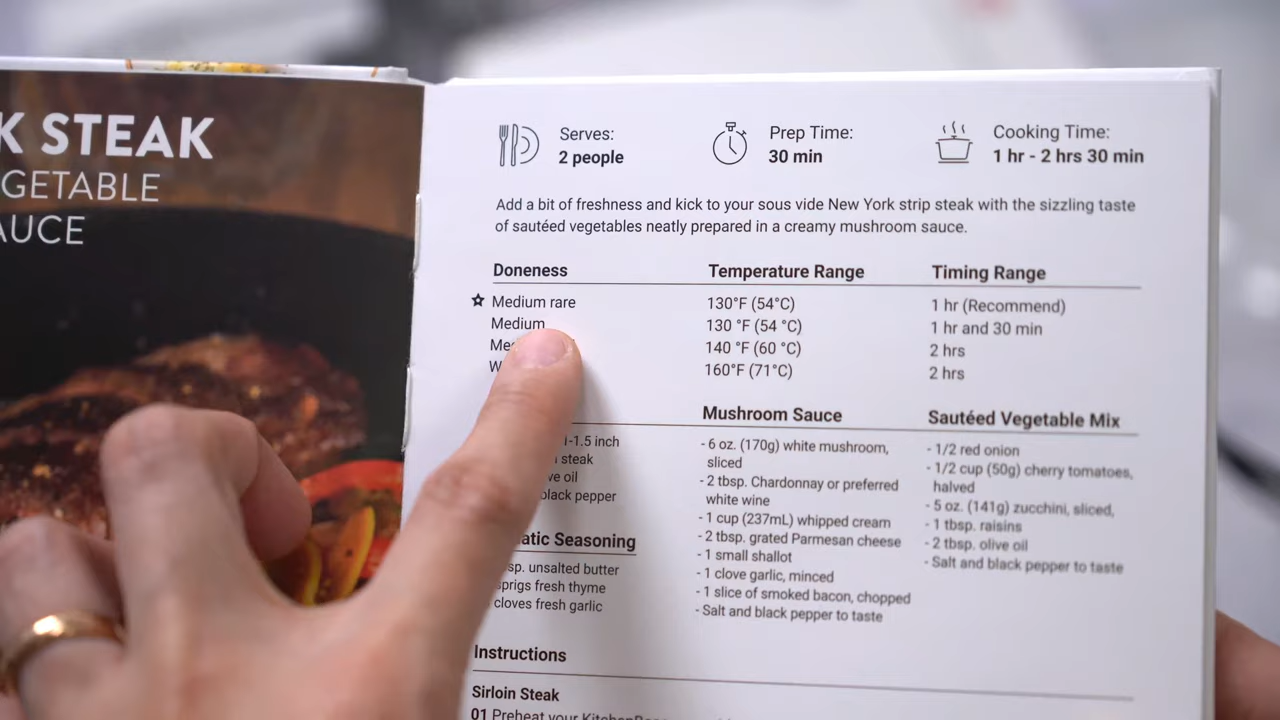 K STEAK
GETABLE
AUCE
Serves:
2 people
Prep Time:
30 min
Cooking Time:
1 hr - 2 hrs 30 min
Add a bit of freshness and kick to your sous vide New York strip steak with the sizzling taste
of sautéed vegetables neatly prepared in a creamy mushroom sauce.
Doneness Temperature Range Timing Range
Medium rare 130°F (54°C) 1 hr (Recommend)
Medium 130 °F (54 °C) 1 hr and 30 min
140 °F (60 °C) 2 hrs
160°F (71°C) 2 hrs
1-1.5 inch
steak
oil
black pepper
Seasoning
unsalted butter
sprigs fresh thyme
cloves fresh garlic
Mushroom Sauce
- 6 oz. (170g) white mushroom,
sliced
- 2 tbsp. Chardonnay or preferred
white wine
- 1 cup (237mL) whipped cream
- 2 tbsp. grated Parmesan cheese
- 1 small shallot
- 1 clove garlic, minced
- 1 slice of smoked bacon, chopped
- Salt and black pepper to taste
Sautéed Vegetable Mix
- 1/2 red onion
- 1/2 cup (50g) cherry tomatoes,
halved
- 5 oz. (141g) zucchini, sliced,
- 1 tbsp. raisins
- 2 tbsp. olive oil
- Salt and black pepper to taste
Instructions
Sirloin Steak
01 Preheat your